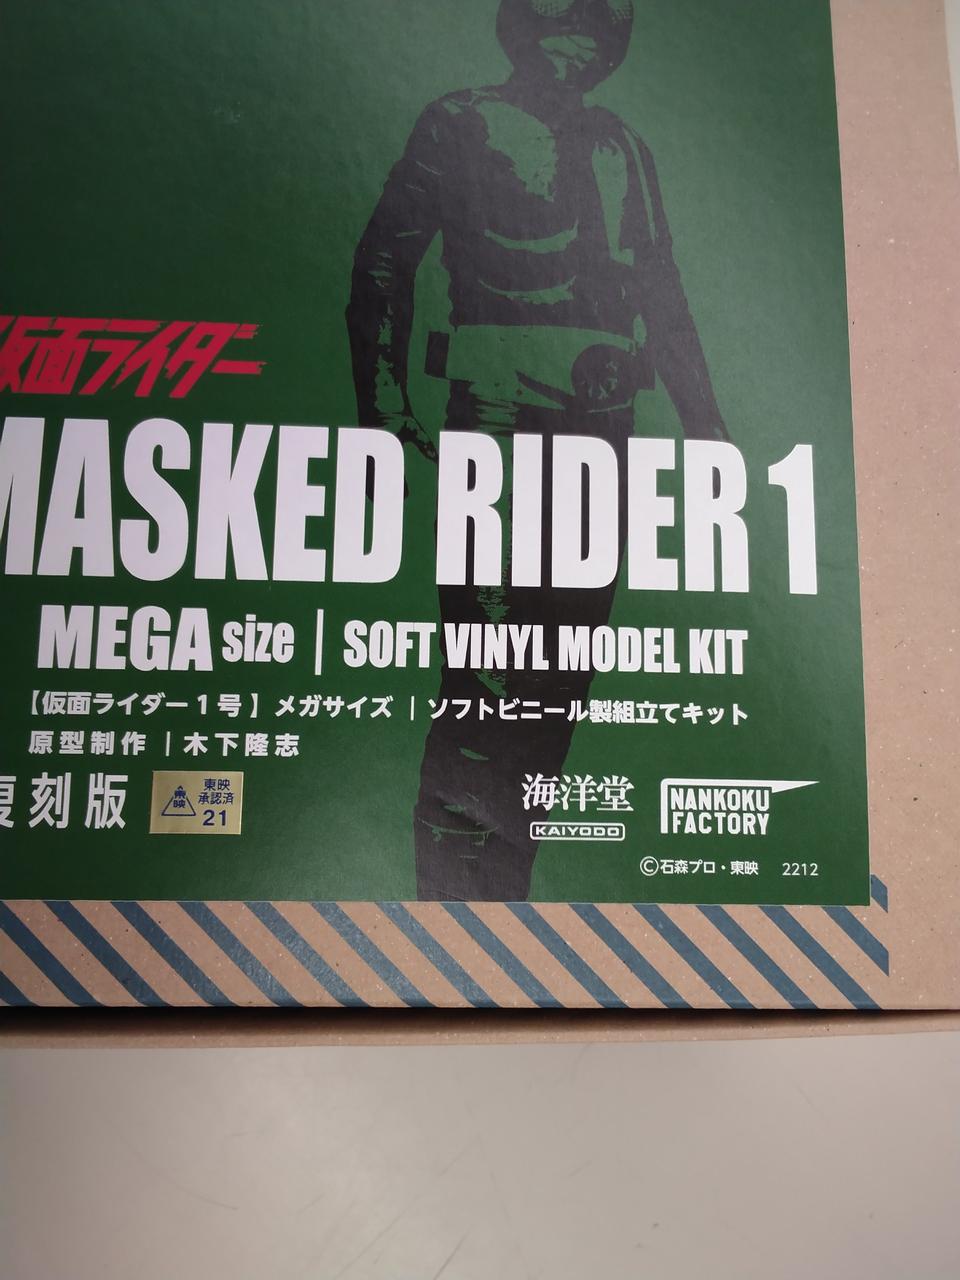 仮面ライダー
MASKED RIDER 1
MEGA size | SOFT VINYL MODEL KIT
【仮面ライダー1号】メガサイズ | ソフトビニール製組立てキット
原型制作 | 木下隆志
復刻版
東映
東映
承認済
21
海洋堂
KAIYODO
NANKOKU
FACTORY
©石森プロ・東映 2212